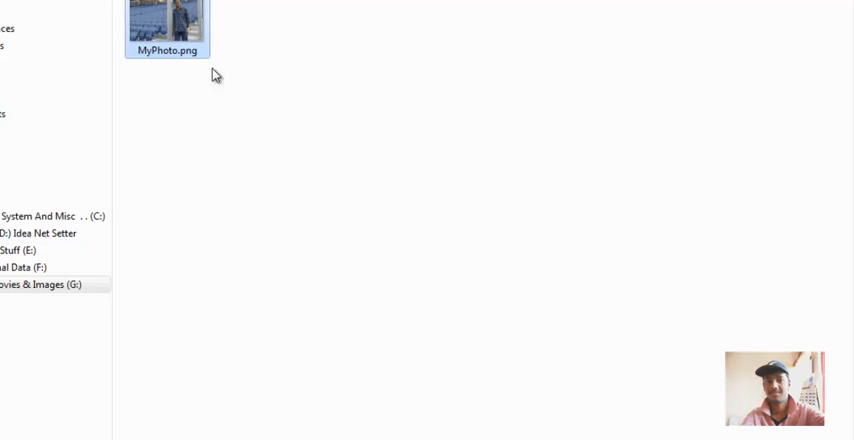 MyPhoto.png
ces
s
ts
System And Misc . . (C:)
D:) Idea Net Setter
Stuff (E:)
al Data (F:)
ovies & Images (G:)